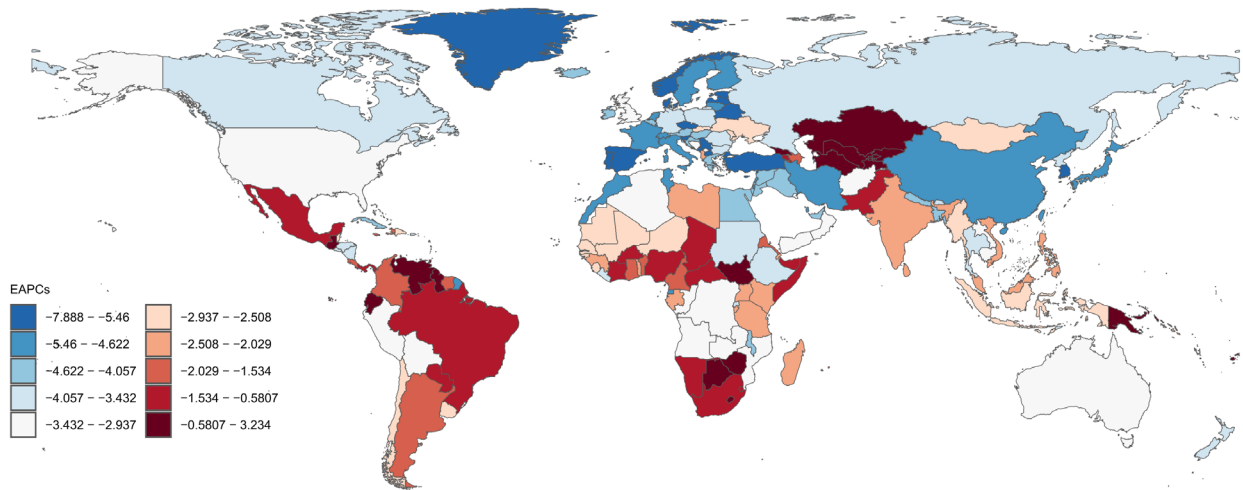 EAPCs
−7.888 − −5.46
−5.46 − −4.622
−4.622 − −4.057
−4.057 − −3.432
−3.432 − −2.937
−2.937 − −2.508
−2.508 − −2.029
−2.029 − −1.534
−1.534 − −0.5807
−0.5807 − 3.234